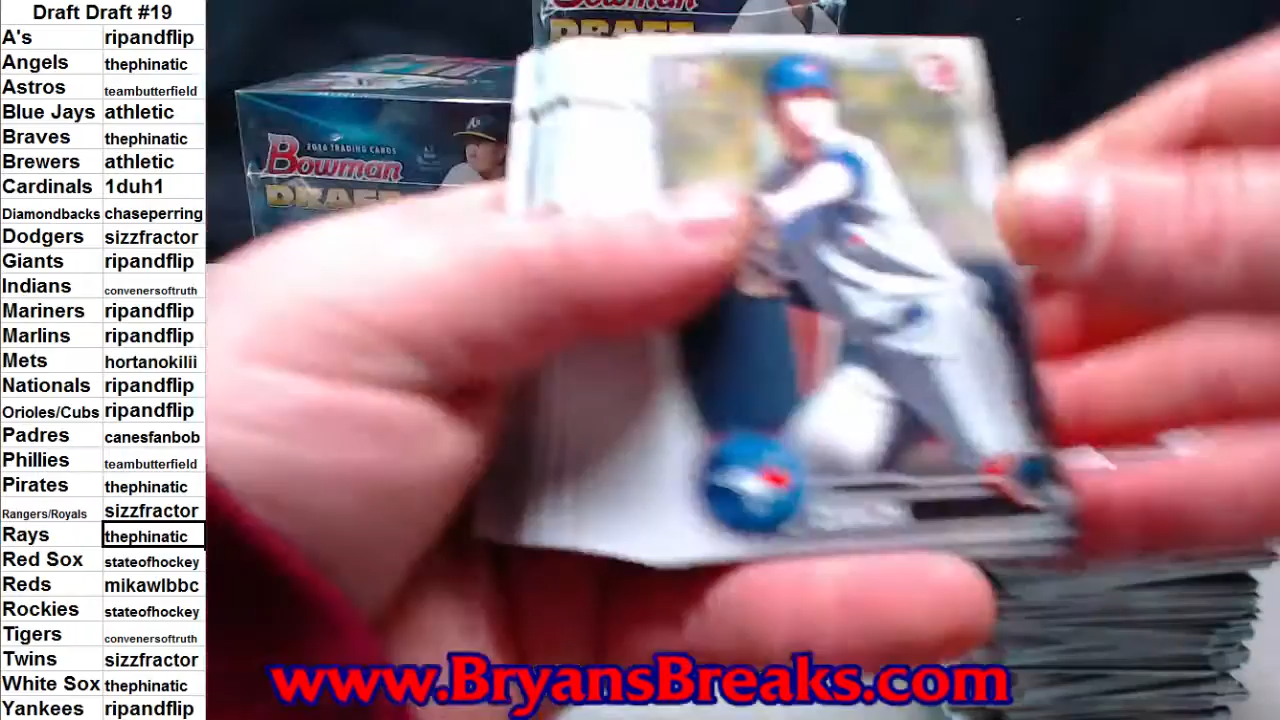 Draft Draft #19
A's ripandflip
Angels thephinatic
Astros teambutterfield
Blue Jays athletic
Braves thephinatic
Brewers athletic
Cardinals 1duh1
Diamondbacks chaseperring
Dodgers sizzfractor
Giants ripandflip
Indians convenersoftruth
Mariners ripandflip
Marlins ripandflip
Mets hortanokilii
Nationals ripandflip
Orioles/Cubs ripandflip
Padres canesfanbob
Phillies teambutterfield
Pirates thephinatic
Rangers/Royals sizzfractor
Rays thephinatic
Red Sox stateofhockey
Reds mikawlbbc
Rockies stateofhockey
Tigers convenersoftruth
Twins sizzfractor
White Sox thephinatic
Yankees ripandflip
Bowman
DRAFT
2016 TRADING CARDS
Bowman
DRAFT
www.BryansBreaks.com